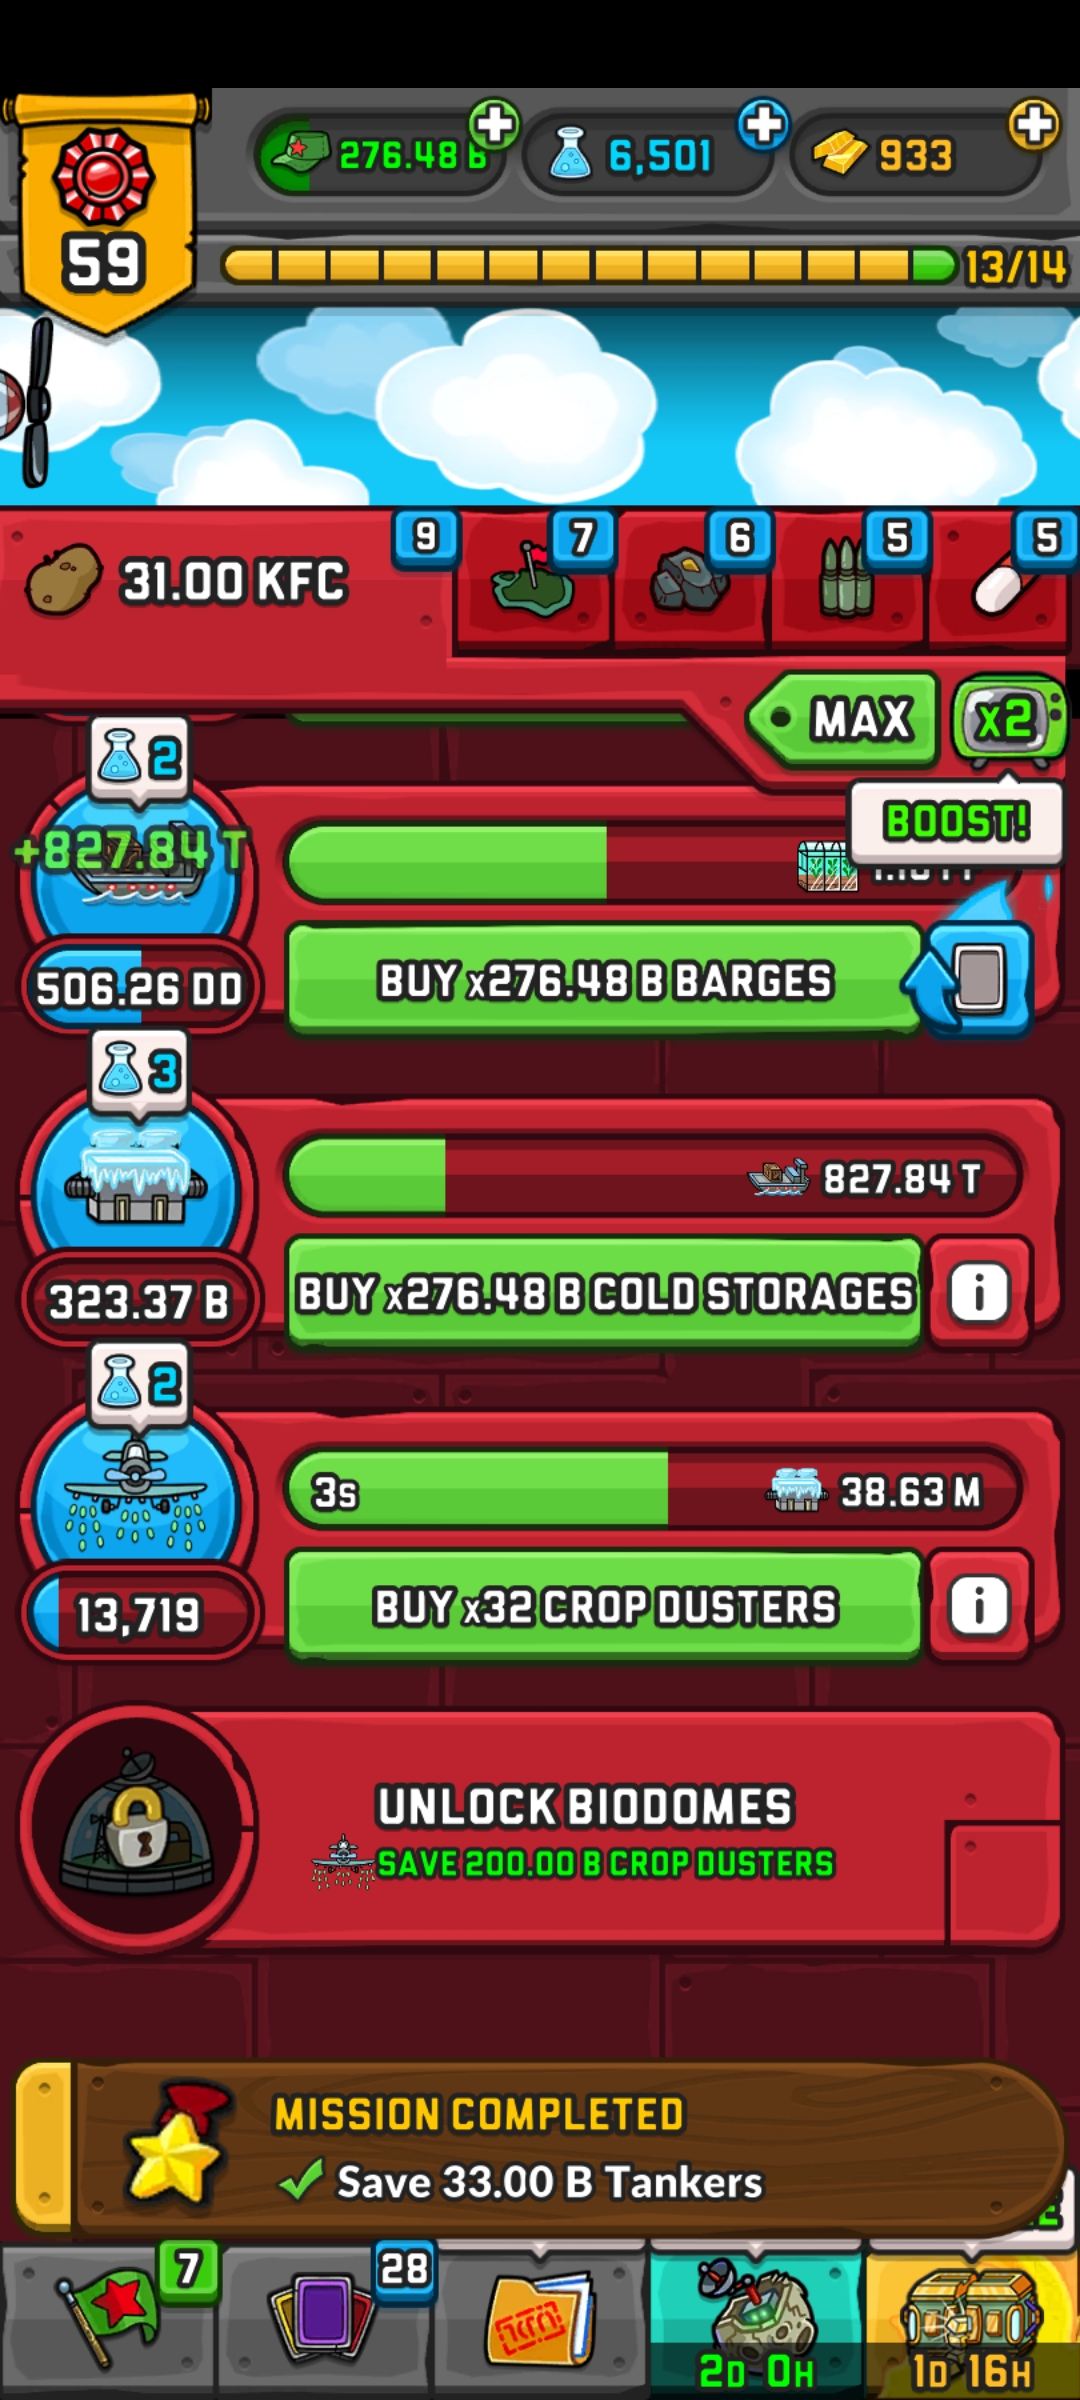 59
276.48 B
6,501
933
13/14
31.00 KFC
9
7
6
5
5
MAX
x2
BOOST!
2
+827.84 T
506.26 DD
BUY x276.48 B BARGES
3
827.84 T
323.37 B
BUY x276.48 B COLD STORAGES
i
2
3s
38.63 M
13,719
BUY x32 CROP DUSTERS
i
UNLOCK BIODOMES
SAVE 200.00 B CROP DUSTERS
MISSION COMPLETED
Save 33.00 B Tankers
7
28
2D 0H
1D 16H